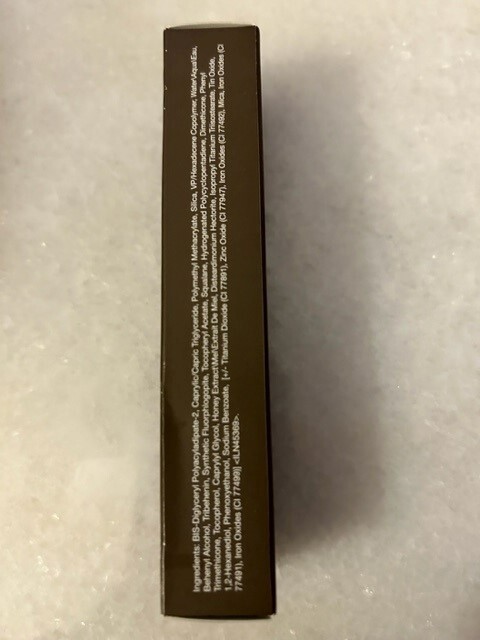 Ingredients: BIS-Diglyceryl Polyacyladipate-2, Caprylic/Capric Triglyceride, Polymethyl Methacrylate, Silica, VP/Hexadecene Copolymer, Water\Aqua\Eau,
Behenyl Alcohol, Tribehenin, Synthetic Fluorphlogopite, Tocopheryl Acetate, Squalane, Hydrogenated Polycyclopentadiene, Dimethicone, Phenyl
Trimethicone, Tocopherol, Caprylyl Glycol, Honey Extract\Mel\Extrait De Miel, Disteardimonium Hectorite, Isopropyl Titanium Triisostearate, Tin Oxide,
1,2-Hexanediol, Phenoxyethanol, Sodium Benzoate, [+/- Titanium Dioxide (CI 77891), Zinc Oxide (CI 77947), Iron Oxides (CI 77492), Mica, Iron Oxides (CI
77491), Iron Oxides (CI 77499)] <ILN45369>.